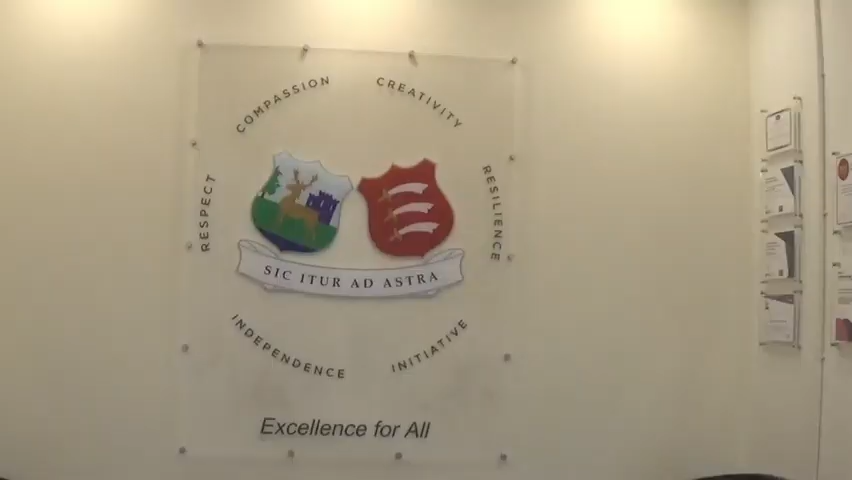 COMPASSION
CREATIVITY
RESPECT
RESILIENCE
SIC ITUR AD ASTRA
INDEPENDENCE
INITIATIVE
Excellence for All